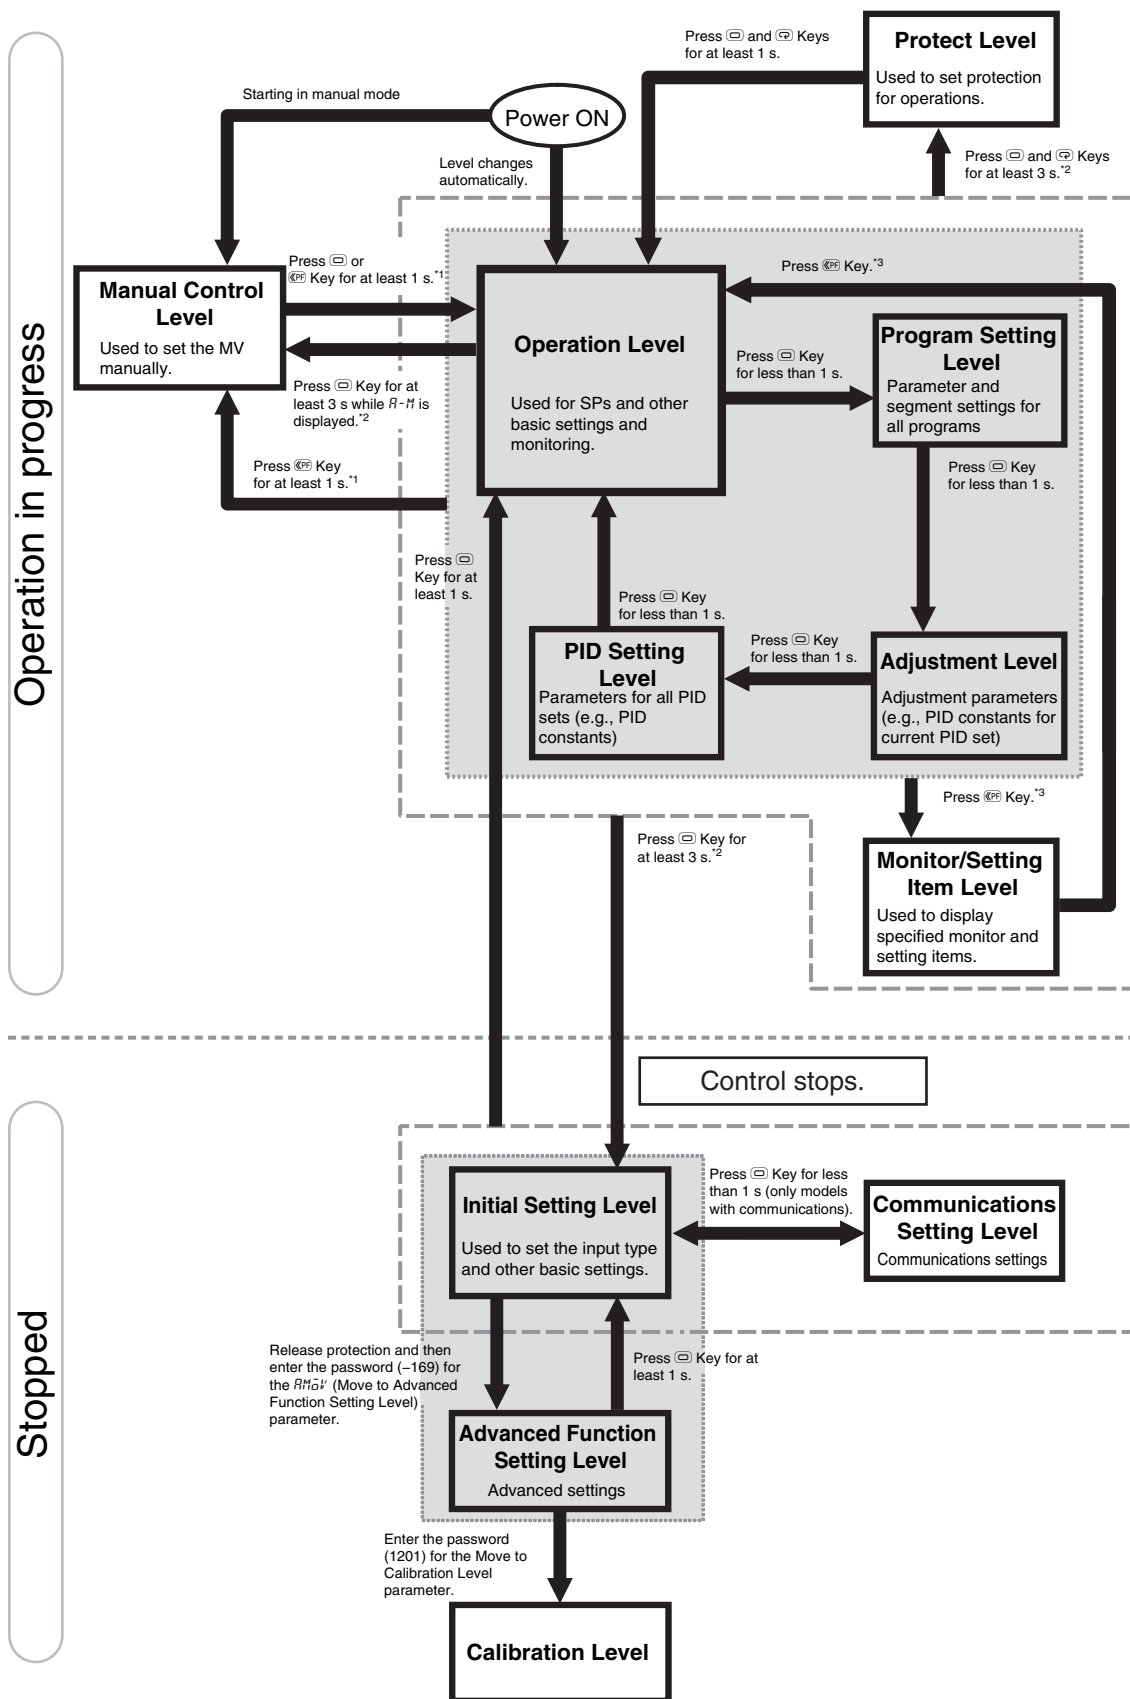 Operation in progress
Stopped
Press and Keys
for at least 1 s.
Protect Level
Used to set protection
for operations.
Starting in manual mode
Power ON
Level changes
automatically.
Press and Keys
for at least 3 s.*2
Press or
PF Key for at least 1 s.*1
Manual Control
Level
Used to set the MV
manually.
Press Key for at
least 3 s while A-M is
displayed.*2
Press PF Key
for at least 1 s.*1
Operation Level
Used for SPs and other
basic settings and
monitoring.
Press PF Key.*3
Press Key
for less than 1 s.
Program Setting
Level
Parameter and
segment settings for
all programs
Press Key
for less than 1 s.
Press
Key for at
least 1 s.
Press Key
for less than 1 s.
PID Setting
Level
Parameters for all PID
sets (e.g., PID
constants)
Press Key
for less than 1 s.
Adjustment Level
Adjustment parameters
(e.g., PID constants for
current PID set)
Press PF Key.*3
Press Key for
at least 3 s.*2
Monitor/Setting
Item Level
Used to display
specified monitor and
setting items.
Control stops.
Initial Setting Level
Used to set the input type
and other basic settings.
Press Key for less
than 1 s (only models
with communications).
Communications
Setting Level
Communications settings
Release protection and then
enter the password (−169) for
the AMoV (Move to Advanced
Function Setting Level)
parameter.
Press Key for at
least 1 s.
Advanced Function
Setting Level
Advanced settings
Enter the password
(1201) for the Move to
Calibration Level
parameter.
Calibration Level